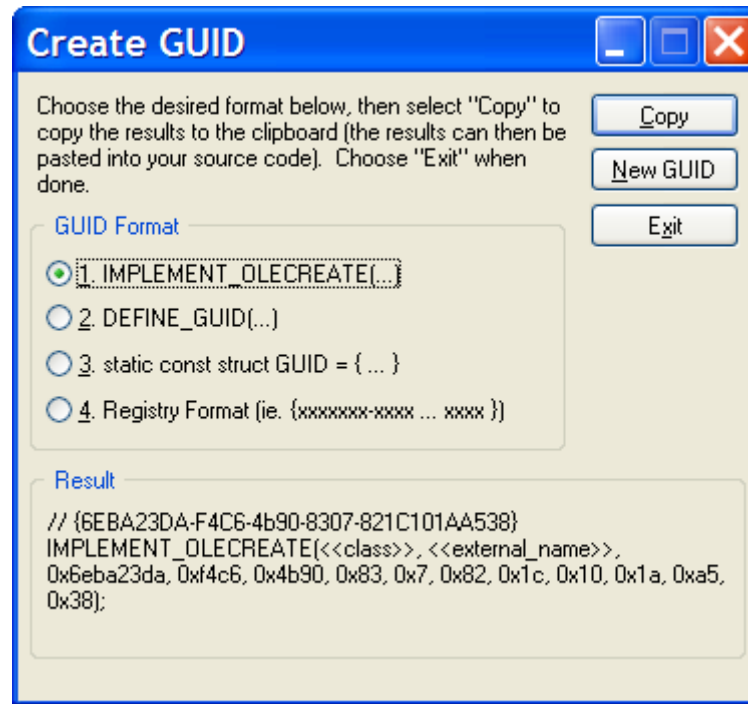 Create GUID
Choose the desired format below, then select "Copy" to
copy the results to the clipboard (the results can then be
pasted into your source code).  Choose "Exit" when
done.
Copy
New GUID
Exit
GUID Format
1. IMPLEMENT_OLECREATE(...)
2. DEFINE_GUID(...)
3. static const struct GUID = { ... }
4. Registry Format (ie. {xxxxxxx-xxxx ... xxxx })
Result
// {6EBA23DA-F4C6-4b90-8307-821C101AA538}
IMPLEMENT_OLECREATE(<<class>>, <<external_name>>,
0x6eba23da, 0xf4c6, 0x4b90, 0x83, 0x7, 0x82, 0x1c, 0x10, 0x1a, 0xa5,
0x38);